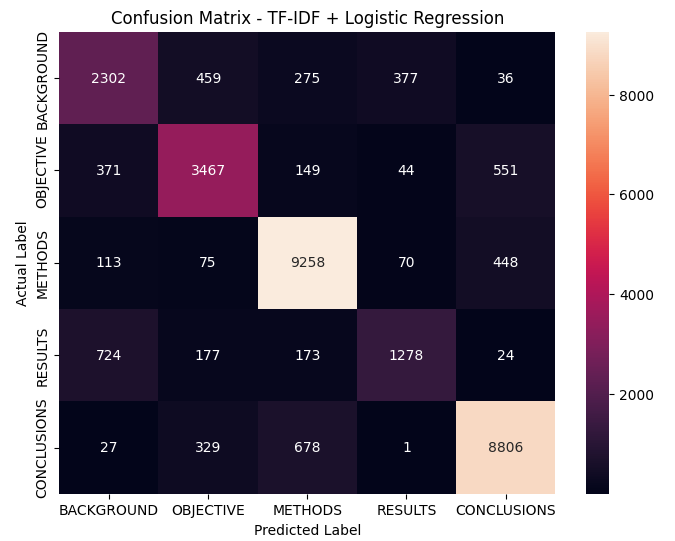 Confusion Matrix - TF-IDF + Logistic Regression
Actual Label
BACKGROUND 2302 459 275 377 36
OBJECTIVE 371 3467 149 44 551
METHODS 113 75 9258 70 448
RESULTS 724 177 173 1278 24
CONCLUSIONS 27 329 678 1 8806
BACKGROUND OBJECTIVE METHODS RESULTS CONCLUSIONS
Predicted Label
8000
6000
4000
2000